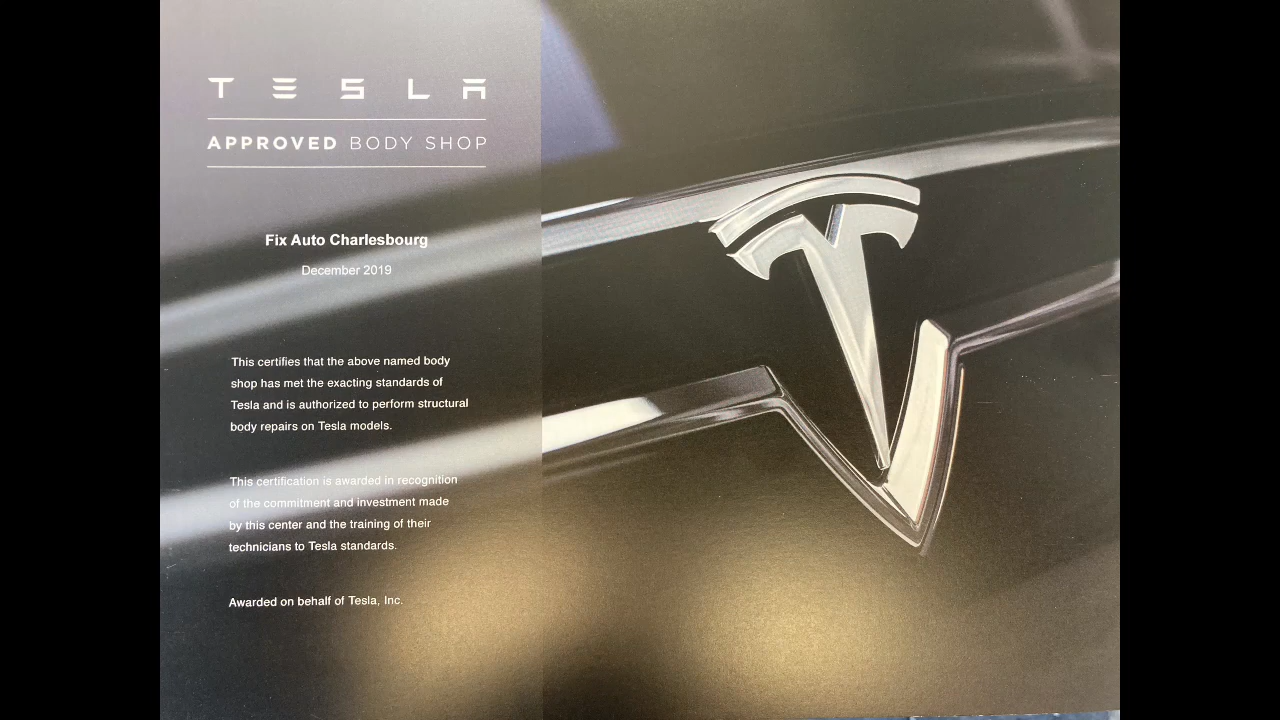 TESLA
APPROVED BODY SHOP
Fix Auto Charlesbourg
December 2019
This certifies that the above named body
shop has met the exacting standards of
Tesla and is authorized to perform structural
body repairs on Tesla models.
This certification is awarded in recognition
of the commitment and investment made
by this center and the training of their
technicians to Tesla standards.
Awarded on behalf of Tesla, Inc.